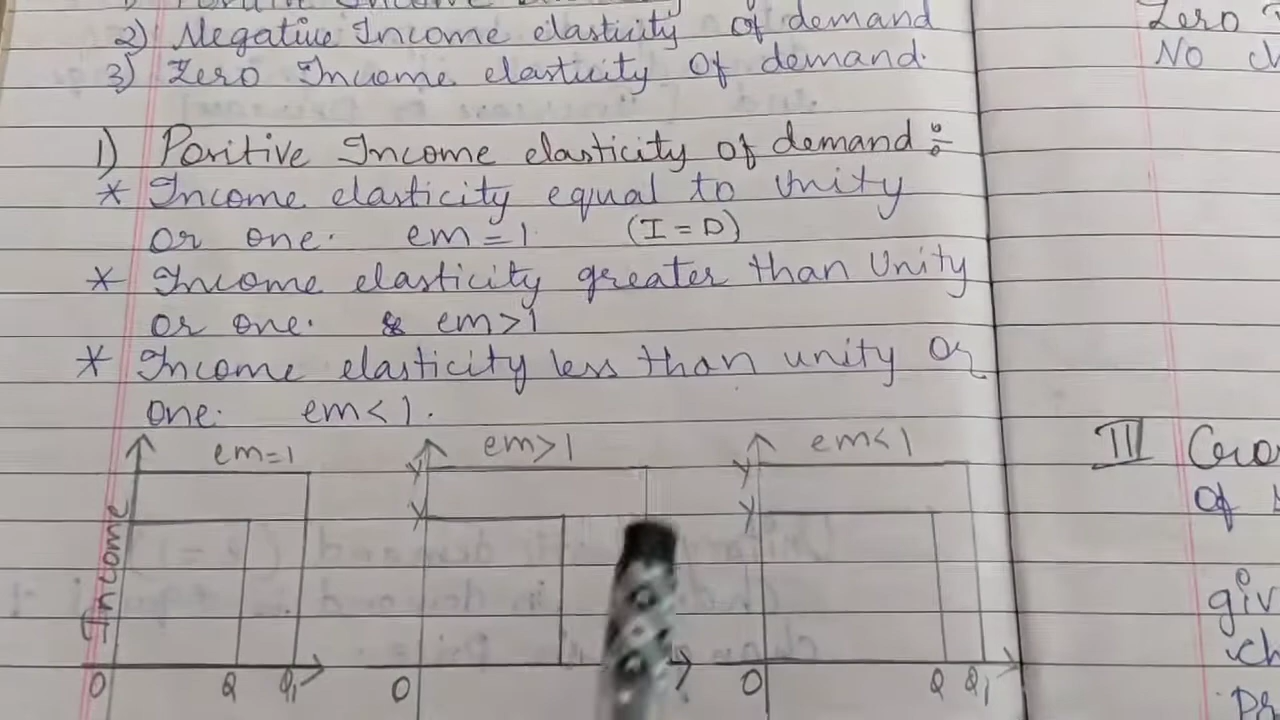 2) Negative Income elasticity of demand
3) Zero Income elasticity of demand.
1) Positive Income elasticity of demand :-
* Income elasticity equal to Unity
or one. em = 1 (I = D)
* Income elasticity greater than Unity
or one. & em > 1
* Income elasticity less than unity or
one. em < 1.
em = 1 em > 1 em < 1
Income
Y Y
Y Y
O Q Q1 O O Q Q1
Zero
No
III
of
giv